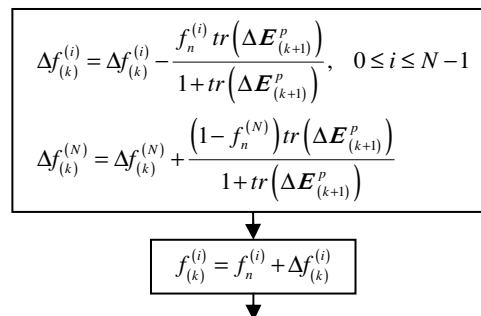 Δf_{(k)}^{(i)} = Δf_{(k)}^{(i)} − \frac{f_n^{(i)} tr(ΔE_{(k+1)}^p)}{1 + tr(ΔE_{(k+1)}^p)}, 0 ≤ i ≤ N − 1
Δf_{(k)}^{(N)} = Δf_{(k)}^{(N)} + \frac{(1 − f_n^{(N)}) tr(ΔE_{(k+1)}^p)}{1 + tr(ΔE_{(k+1)}^p)}
f_{(k)}^{(i)} = f_n^{(i)} + Δf_{(k)}^{(i)}